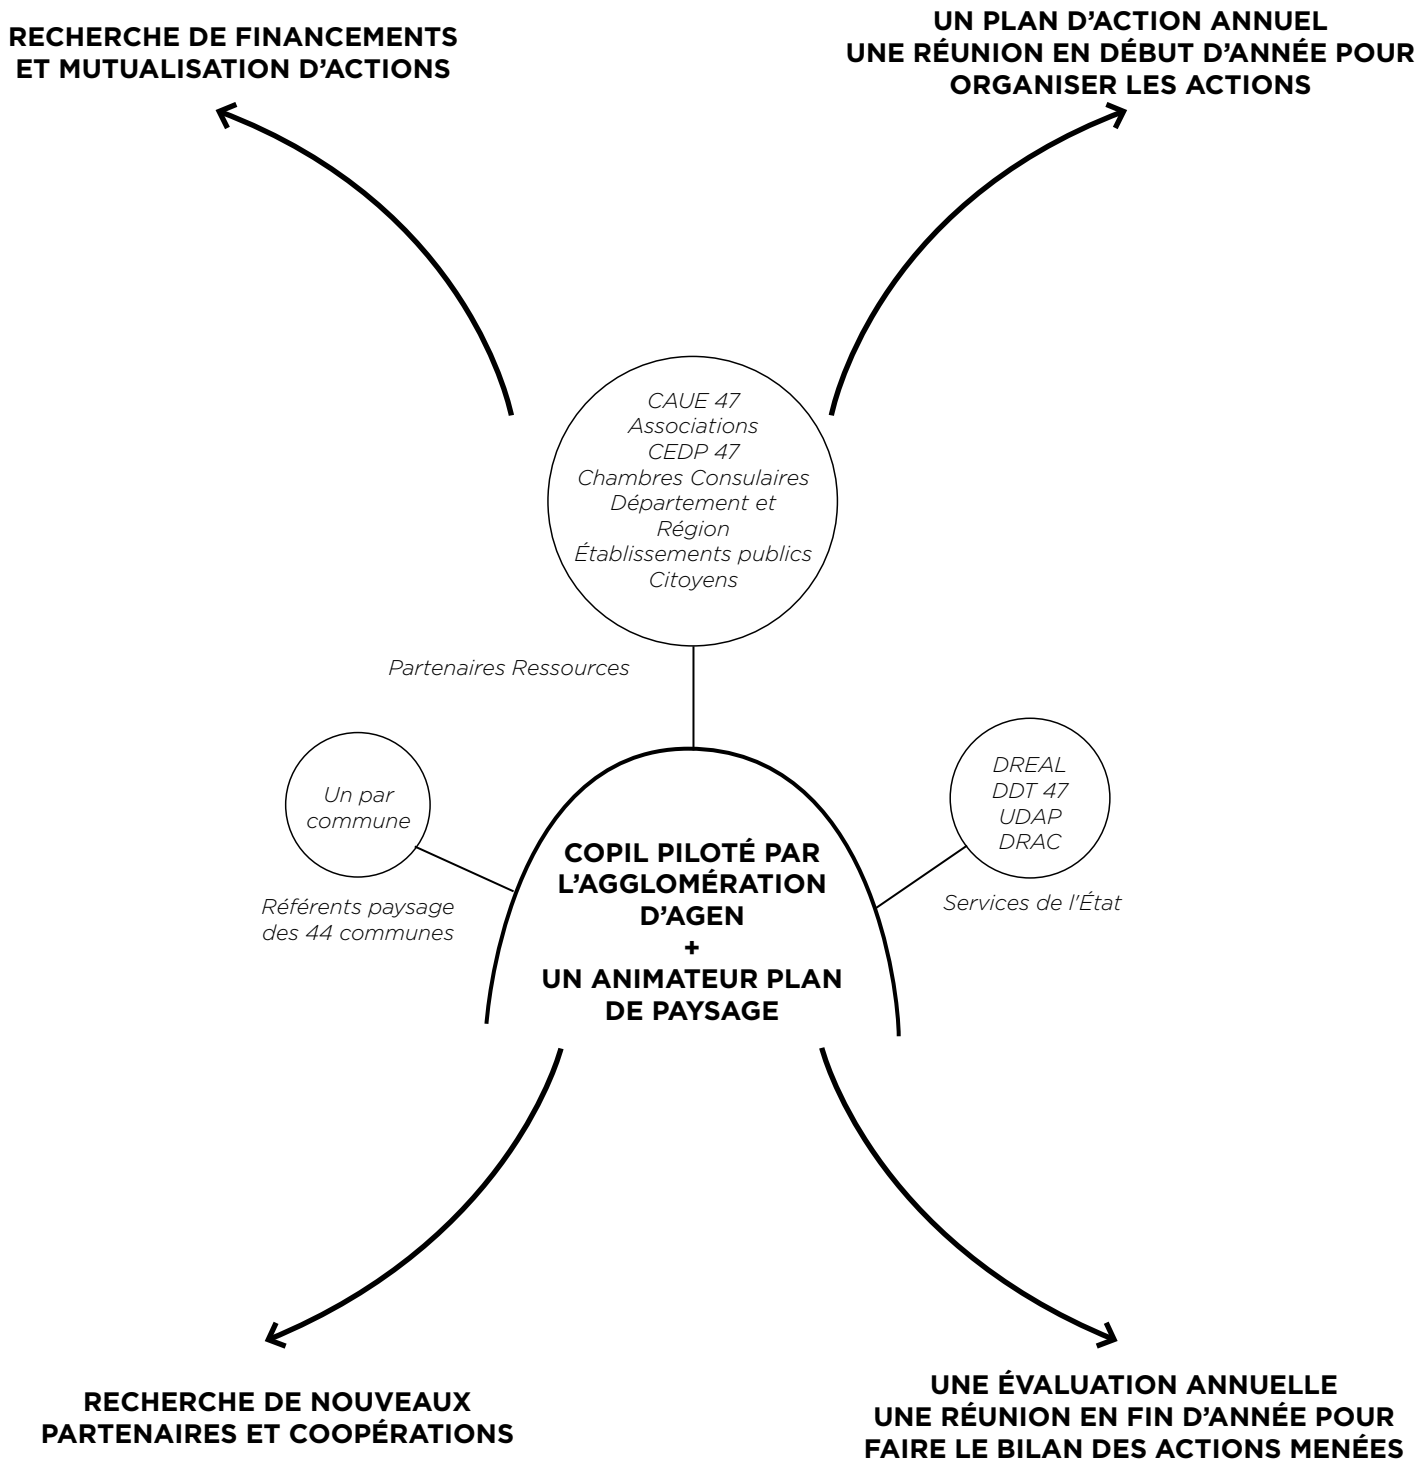 RECHERCHE DE FINANCEMENTS
ET MUTUALISATION D’ACTIONS
UN PLAN D’ACTION ANNUEL
UNE RÉUNION EN DÉBUT D’ANNÉE POUR
ORGANISER LES ACTIONS
CAUE 47
Associations
CEDP 47
Chambres Consulaires
Département et
Région
Établissements publics
Citoyens
Partenaires Ressources
Un par
commune
Référents paysage
des 44 communes
DREAL
DDT 47
UDAP
DRAC
Services de l'État
COPIL PILOTÉ PAR
L’AGGLOMÉRATION
D’AGEN
+
UN ANIMATEUR PLAN
DE PAYSAGE
RECHERCHE DE NOUVEAUX
PARTENAIRES ET COOPÉRATIONS
UNE ÉVALUATION ANNUELLE
UNE RÉUNION EN FIN D’ANNÉE POUR
FAIRE LE BILAN DES ACTIONS MENÉES